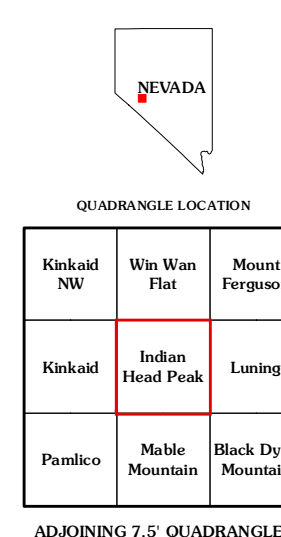 NEVADA
QUADRANGLE LOCATION
Kinkaid NW
Win Wan Flat
Mount Ferguso
Kinkaid
Indian Head Peak
Luning
Pamlico
Mable Mountain
Black Dy Mountai
ADJOINING 7.5' QUADRANGLE